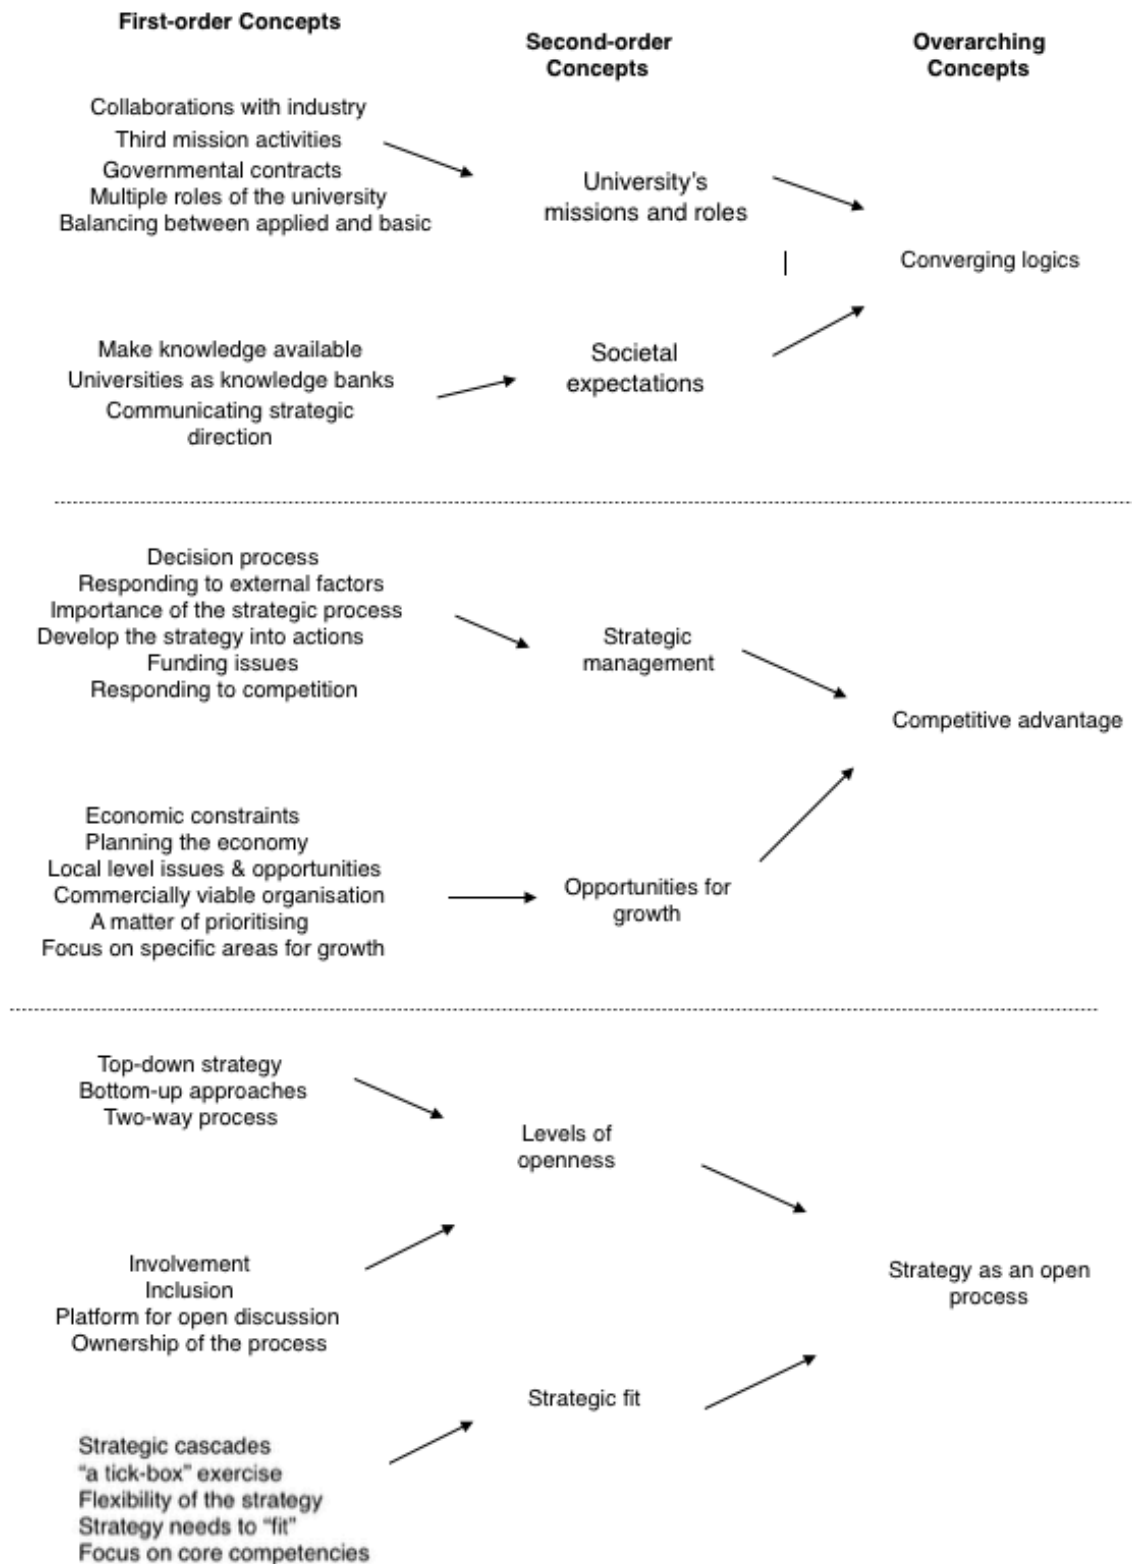 First-order Concepts
Second-order
Concepts
Overarching
Concepts
Collaborations with industry
Third mission activities
Governmental contracts
Multiple roles of the university
Balancing between applied and basic
University's
missions and roles
Converging logics
Make knowledge available
Universities as knowledge banks
Communicating strategic
direction
Societal
expectations
Decision process
Responding to external factors
Importance of the strategic process
Develop the strategy into actions
Funding issues
Responding to competition
Strategic
management
Competitive advantage
Economic constraints
Planning the economy
Local level issues & opportunities
Commercially viable organisation
A matter of prioritising
Focus on specific areas for growth
Opportunities for
growth
Top-down strategy
Bottom-up approaches
Two-way process
Levels of
openness
Involvement
Inclusion
Platform for open discussion
Ownership of the process
Strategy as an open
process
Strategic fit
Strategic cascades
“a tick-box” exercise
Flexibility of the strategy
Strategy needs to “fit”
Focus on core competencies